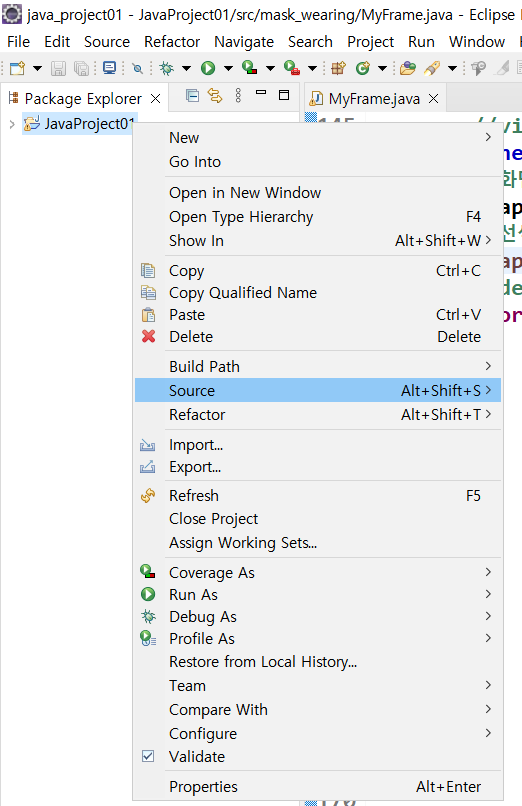 java_project01 - JavaProject01/src/mask_wearing/MyFrame.java - Eclipse
File Edit Source Refactor Navigate Search Project Run Window
Package Explorer
MyFrame.java
JavaProject01
145 //vi
New
Go Into
Open in New Window
Open Type Hierarchy F4
Show In Alt+Shift+W
Copy Ctrl+C
Copy Qualified Name
Paste Ctrl+V
Delete Delete
Build Path
Source Alt+Shift+S
Refactor Alt+Shift+T
Import...
Export...
Refresh F5
Close Project
Assign Working Sets...
Coverage As
Run As
Debug As
Profile As
Restore from Local History...
Team
Compare With
Configure
Validate
Properties Alt+Enter